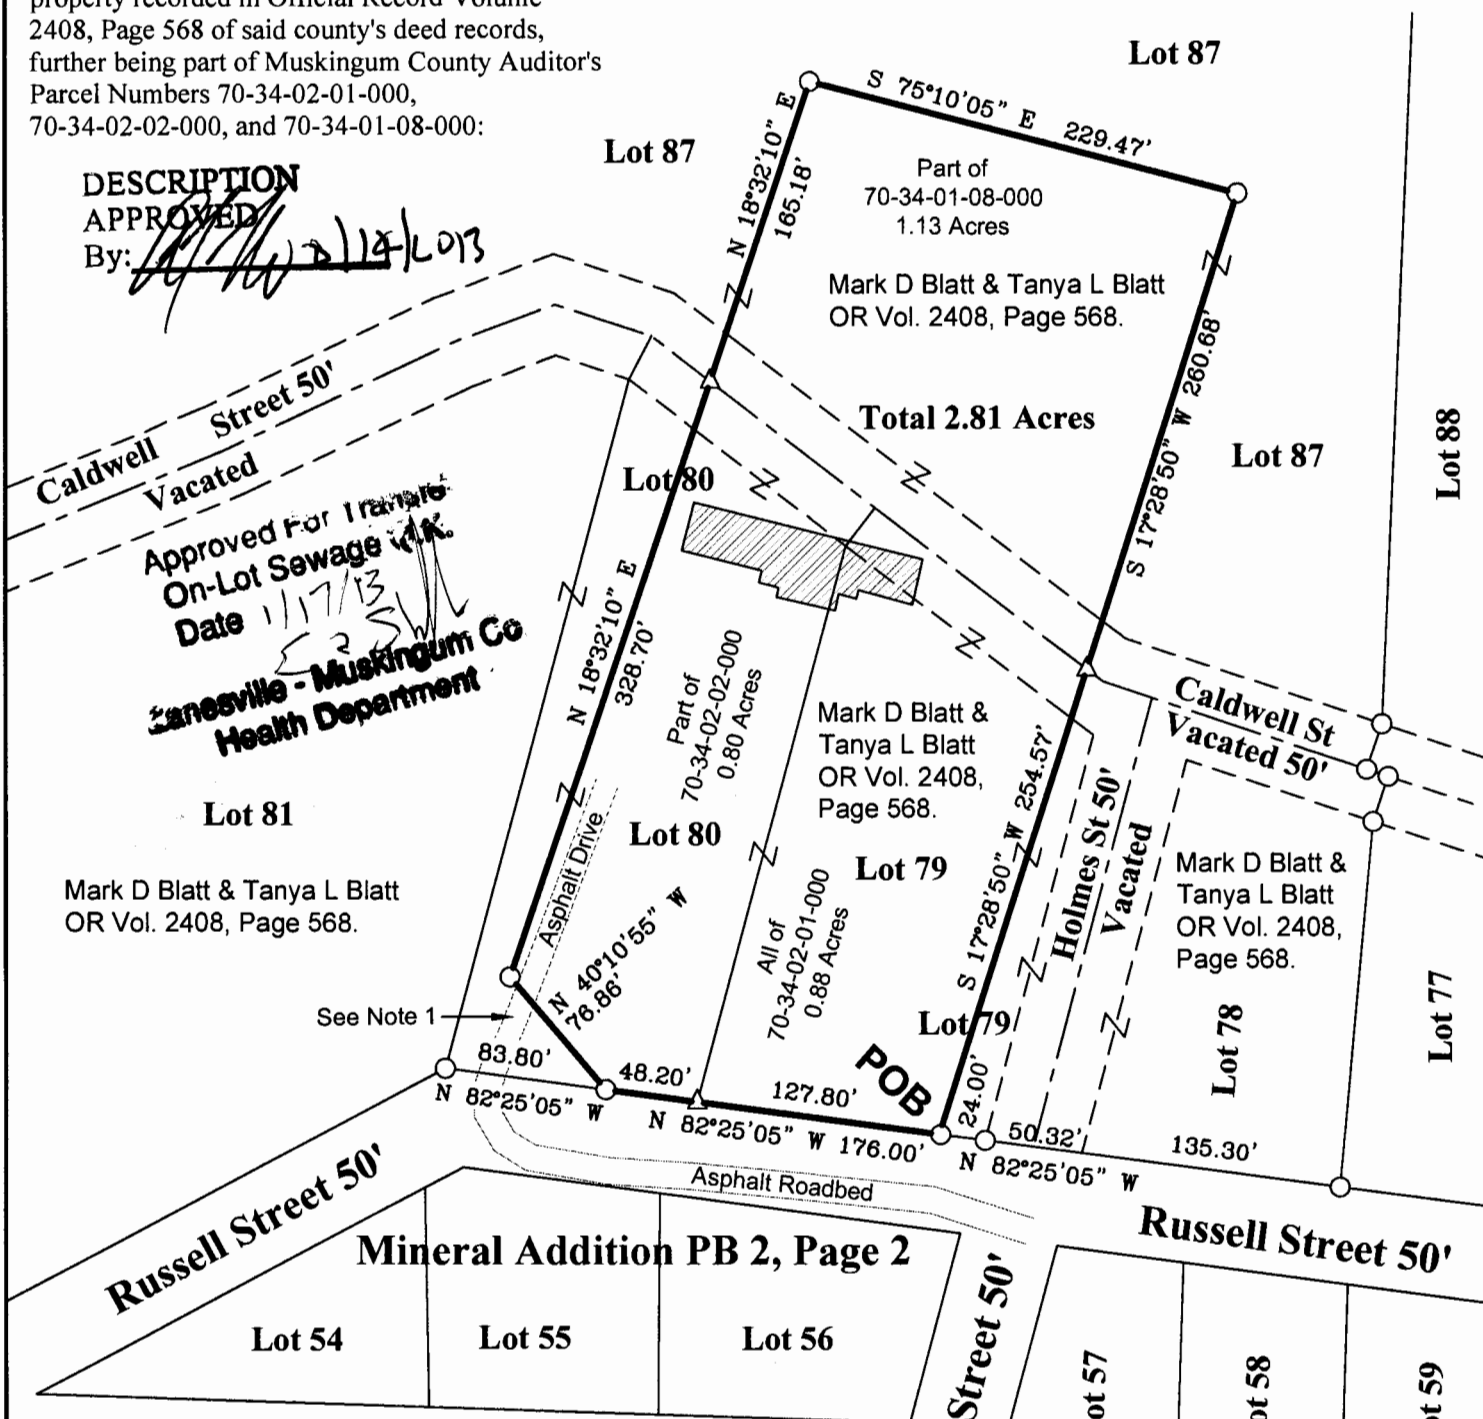 property recorded in Official Record Volume
2408, Page 568 of said county's deed records,
further being part of Muskingum County Auditor's
Parcel Numbers 70-34-02-01-000,
70-34-02-02-000, and 70-34-01-08-000:
DESCRIPTION
APPROVED
By:
Lot 87
Lot 87
S 75°10'05" E 229.47'
N 18°32'10" E
165.18'
Part of
70-34-01-08-000
1.13 Acres
Mark D Blatt & Tanya L Blatt
OR Vol. 2408, Page 568.
S 17°28'50" W 260.68'
Total 2.81 Acres
Lot 87
Lot 88
Caldwell Street 50'
Vacated
Lot 80
Approved For Transfer
On-Lot Sewage
Date 1/17/13
Zanesville - Muskingum Co
Health Department
N 18°32'10" E
328.70'
Part of
70-34-02-02-000
0.80 Acres
Mark D Blatt &
Tanya L Blatt
OR Vol. 2408,
Page 568.
S 17°28'50" W 254.57'
Caldwell St
Vacated 50'
Holmes St 50'
Vacated
Lot 81
Mark D Blatt & Tanya L Blatt
OR Vol. 2408, Page 568.
Asphalt Drive
Lot 80
Lot 79
Mark D Blatt &
Tanya L Blatt
OR Vol. 2408,
Page 568.
All of
70-34-02-01-000
0.88 Acres
N 40°10'55" W
76.86'
See Note 1
Lot 79
Lot 78
Lot 77
POB
83.80'
N 82°25'05" W
48.20'
127.80'
N 82°25'05" W 176.00'
24.00'
50.32'
N 82°25'05" W
135.30'
Asphalt Roadbed
Russell Street 50'
Russell Street 50'
Mineral Addition PB 2, Page 2
Lot 54
Lot 55
Lot 56
Street 50'
ot 57
ot 58
ot 59